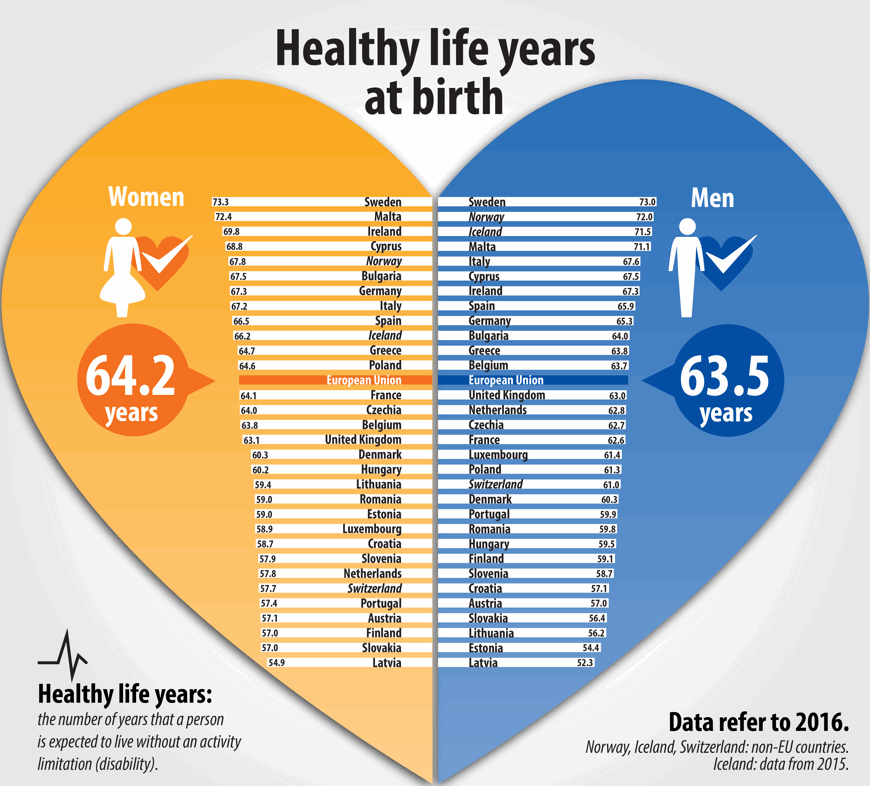 Healthy life years
at birth
Women
64.2
years
73.3 Sweden
72.4 Malta
69.8 Ireland
68.8 Cyprus
67.8 Norway
67.5 Bulgaria
67.3 Germany
67.2 Italy
66.5 Spain
66.2 Iceland
64.7 Greece
64.6 Poland
European Union
64.1 France
64.0 Czechia
63.8 Belgium
63.1 United Kingdom
60.3 Denmark
60.2 Hungary
59.4 Lithuania
59.0 Romania
59.0 Estonia
58.9 Luxembourg
58.7 Croatia
57.9 Slovenia
57.8 Netherlands
57.7 Switzerland
57.4 Portugal
57.1 Austria
57.0 Finland
57.0 Slovakia
54.9 Latvia
Men
63.5
years
Sweden 73.0
Norway 72.0
Iceland 71.5
Malta 71.1
Italy 67.6
Cyprus 67.5
Ireland 67.3
Spain 65.9
Germany 65.3
Bulgaria 64.0
Greece 63.8
Belgium 63.7
European Union
United Kingdom 63.0
Netherlands 62.8
Czechia 62.7
France 62.6
Luxembourg 61.4
Poland 61.3
Switzerland 61.0
Denmark 60.3
Portugal 59.9
Romania 59.8
Hungary 59.5
Finland 59.1
Slovenia 58.7
Croatia 57.1
Austria 57.0
Slovakia 56.4
Lithuania 56.2
Estonia 54.4
Latvia 52.3
Healthy life years:
the number of years that a person
is expected to live without an activity
limitation (disability).
Data refer to 2016.
Norway, Iceland, Switzerland: non-EU countries.
Iceland: data from 2015.